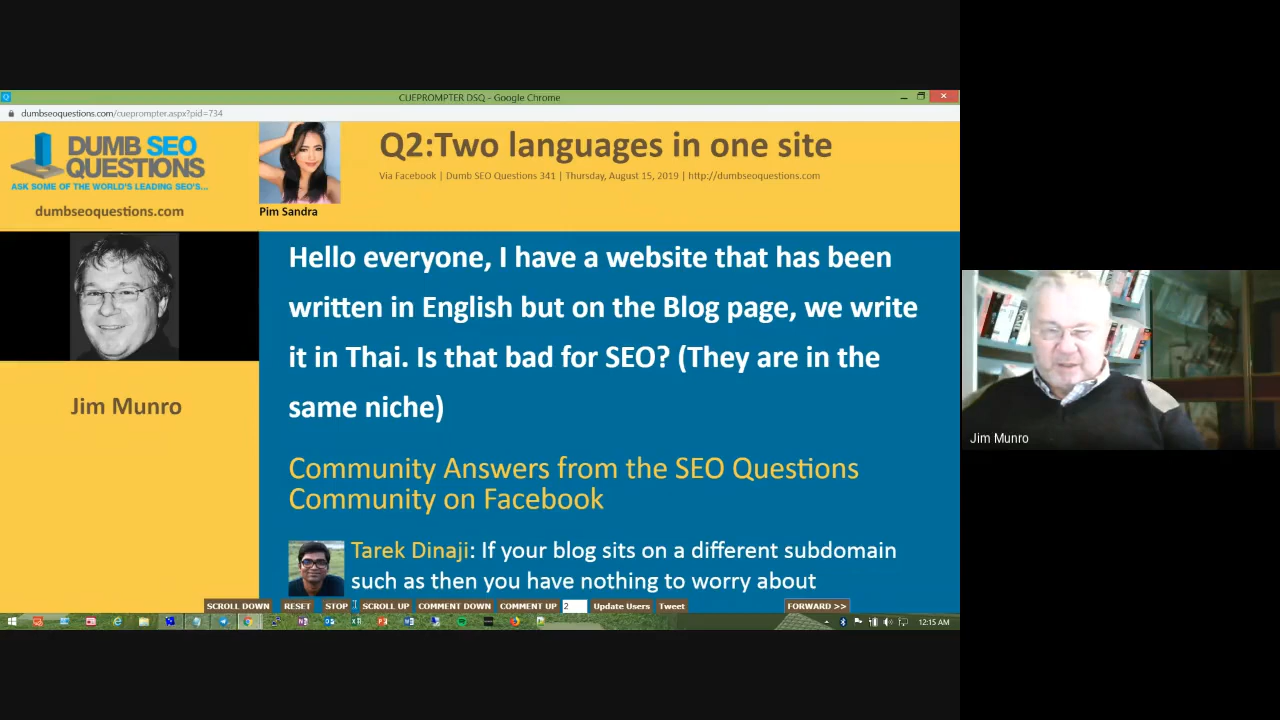 CUEPROMPTER DSQ - Google Chrome
dumbseoquestions.com/cueprompter.aspx?pid=734
DUMB SEO
QUESTIONS
ASK SOME OF THE WORLD'S LEADING SEO'S...
dumbseoquestions.com
Pim Sandra
Q2:Two languages in one site
Via Facebook | Dumb SEO Questions 341 | Thursday, August 15, 2019 | http://dumbseoquestions.com
Jim Munro
Hello everyone, I have a website that has been
written in English but on the Blog page, we write
it in Thai. Is that bad for SEO? (They are in the
same niche)
Community Answers from the SEO Questions
Community on Facebook
Tarek Dinaji: If your blog sits on a different subdomain
such as then you have nothing to worry about
SCROLL DOWN RESET STOP SCROLL UP COMMENT DOWN COMMENT UP 2 Update Users Tweet FORWARD >>
12:15 AM
Jim Munro